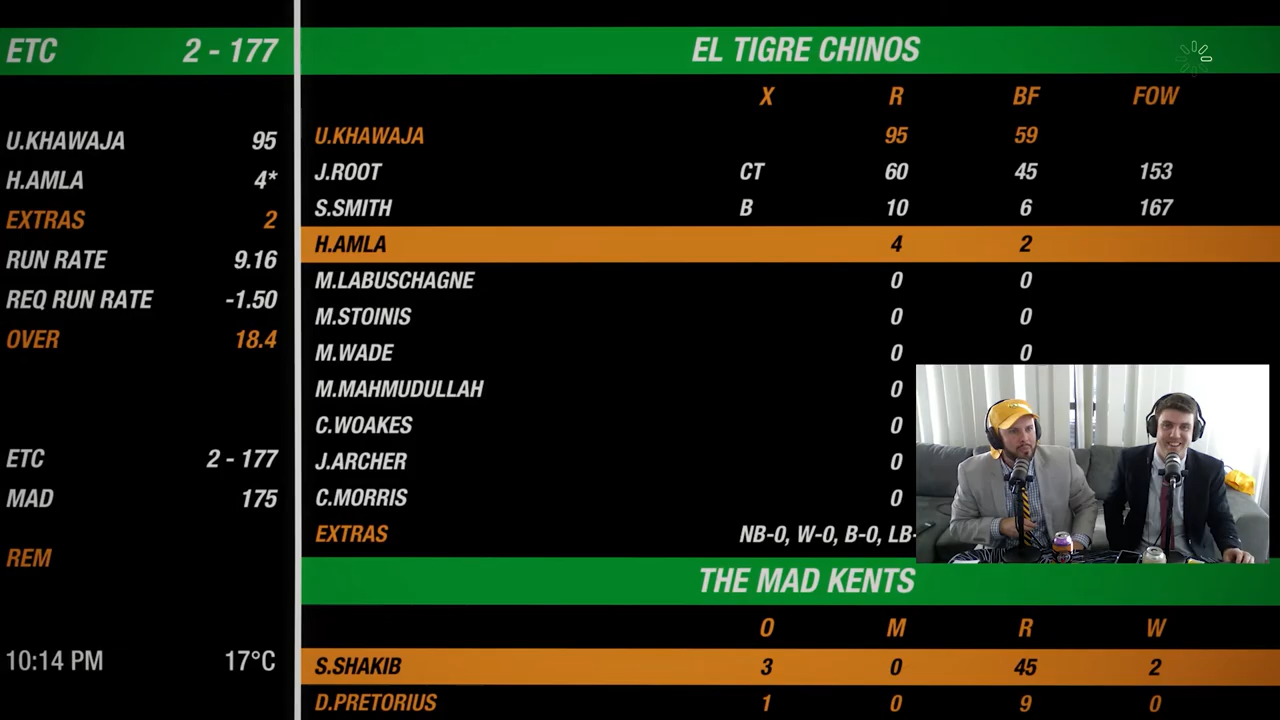 ETC 2 - 177
U.KHAWAJA 95
H.AMLA 4*
EXTRAS 2
RUN RATE 9.16
REQ RUN RATE -1.50
OVER 18.4
ETC 2 - 177
MAD 175
REM
10:14 PM 17°C
EL TIGRE CHINOS
X R BF FOW
U.KHAWAJA 95 59
J.ROOT CT 60 45 153
S.SMITH B 10 6 167
H.AMLA 4 2
M.LABUSCHAGNE 0 0
M.STOINIS 0 0
M.WADE 0 0
M.MAHMUDULLAH 0
C.WOAKES 0
J.ARCHER 0
C.MORRIS 0
EXTRAS NB-0, W-0, B-0, LB-
THE MAD KENTS
O M R W
S.SHAKIB 3 0 45 2
D.PRETORIUS 1 0 9 0